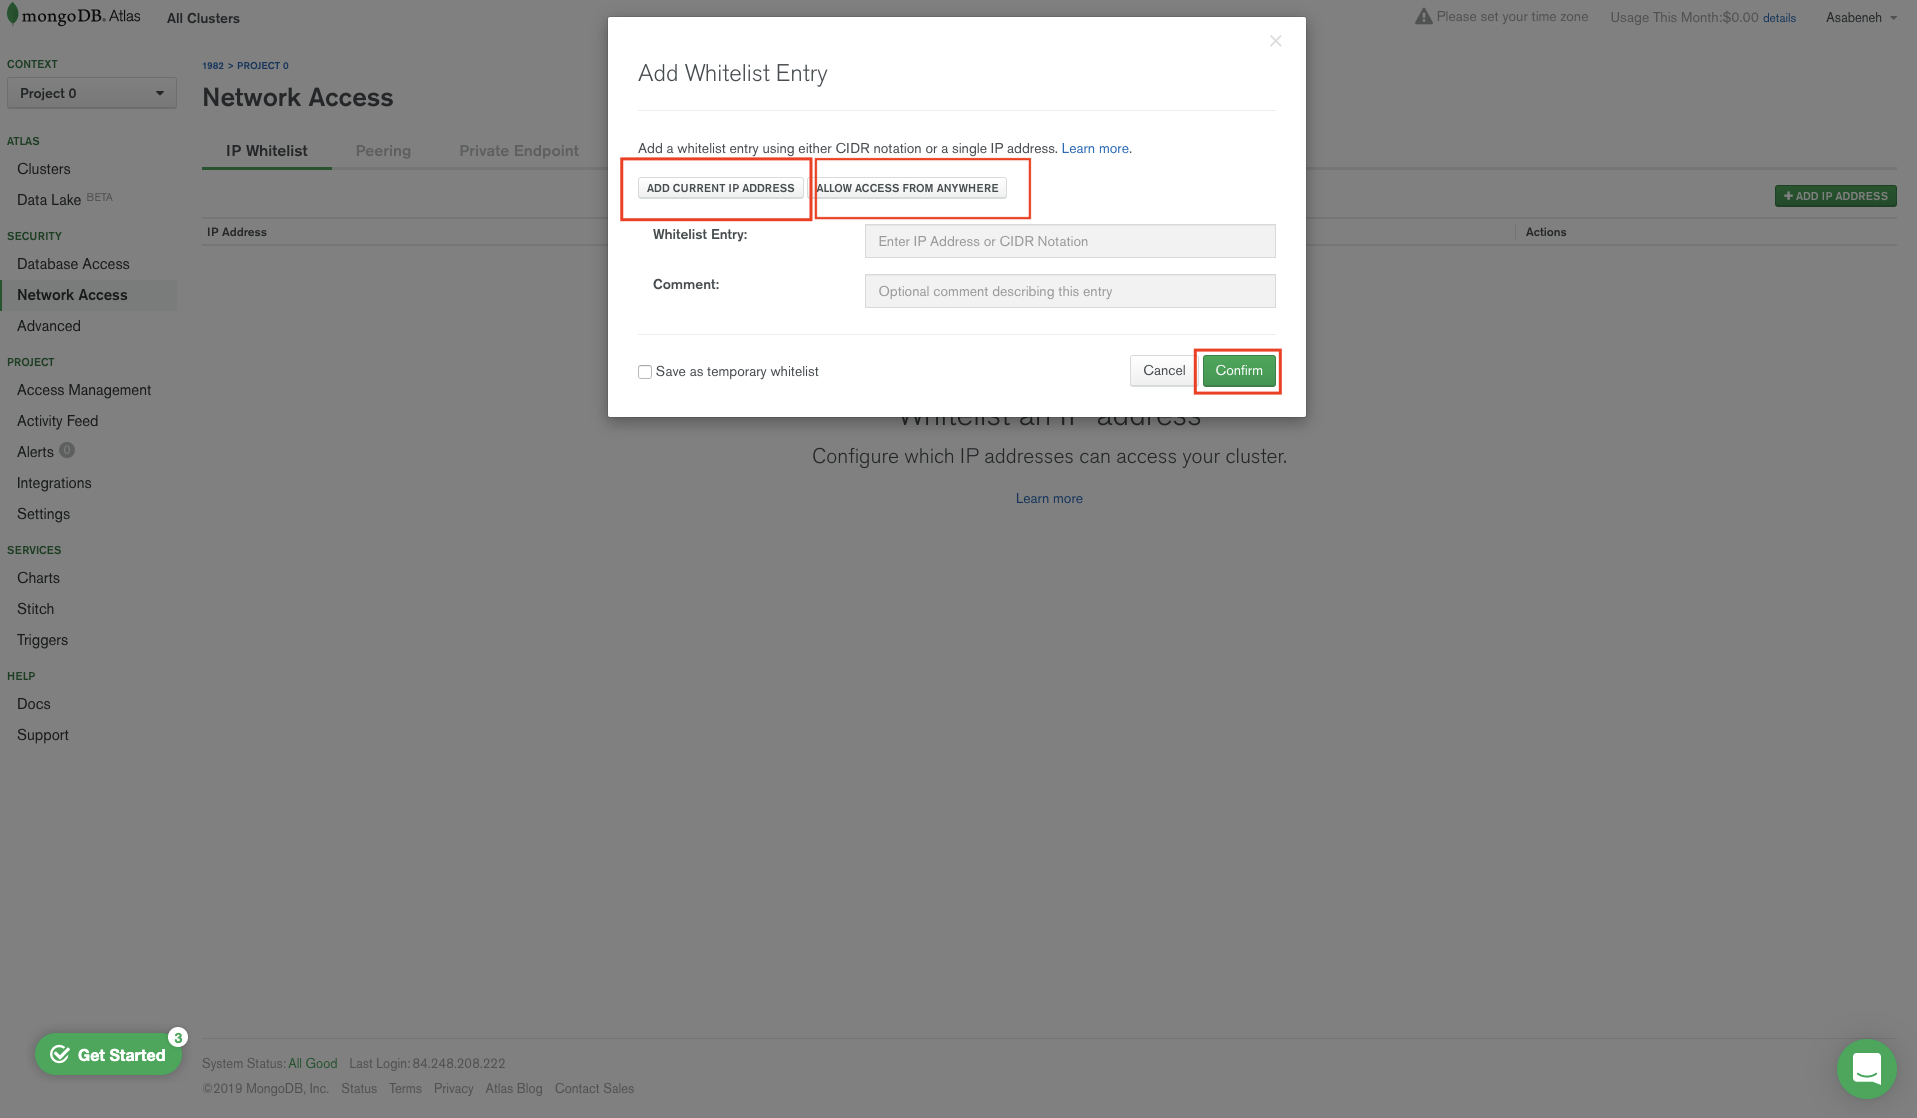 mongoDB. Atlas
All Clusters
Please set your time zone
Usage This Month:$0.00 details
Asabeneh
CONTEXT
Project 0
ATLAS
Clusters
Data Lake BETA
SECURITY
Database Access
Network Access
Advanced
PROJECT
Access Management
Activity Feed
Alerts 0
Integrations
Settings
SERVICES
Charts
Stitch
Triggers
HELP
Docs
Support
1982 > PROJECT 0
Network Access
IP Whitelist
Peering
Private Endpoint
+ ADD IP ADDRESS
IP Address
Actions
Add Whitelist Entry
Add a whitelist entry using either CIDR notation or a single IP address. Learn more.
ADD CURRENT IP ADDRESS
ALLOW ACCESS FROM ANYWHERE
Whitelist Entry:
Enter IP Address or CIDR Notation
Comment:
Optional comment describing this entry
Save as temporary whitelist
Cancel
Confirm
Whitelist an IP address
Configure which IP addresses can access your cluster.
Learn more
Get Started
3
System Status: All Good Last Login: 84.248.208.222
©2019 MongoDB, Inc. Status Terms Privacy Atlas Blog Contact Sales